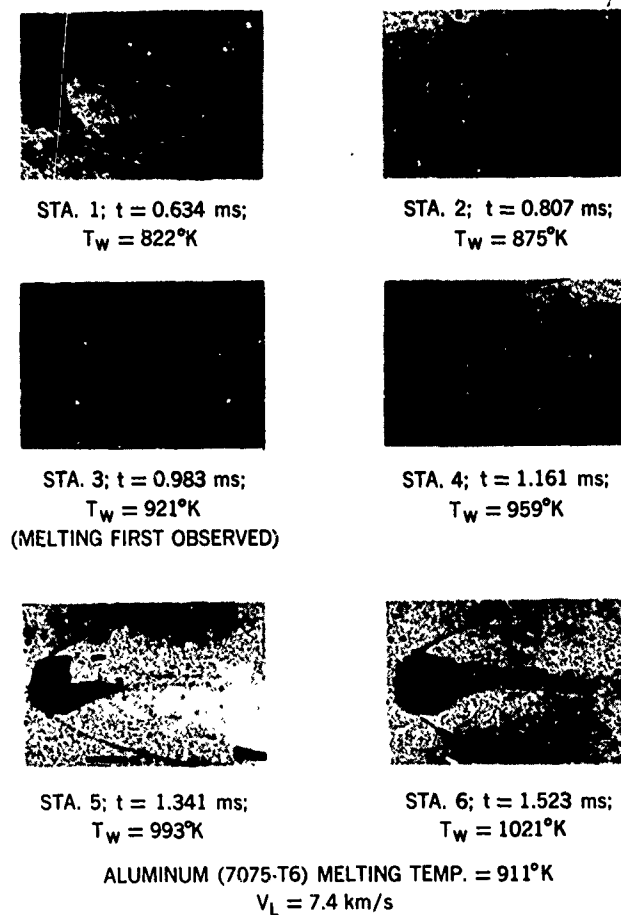 STA. 1; t = 0.634 ms;
T_W = 822°K
STA. 2; t = 0.807 ms;
T_W = 875°K
STA. 3; t = 0.983 ms;
T_W = 921°K
(MELTING FIRST OBSERVED)
STA. 4; t = 1.161 ms;
T_W = 959°K
STA. 5; t = 1.341 ms;
T_W = 993°K
STA. 6; t = 1.523 ms;
T_W = 1021°K
ALUMINUM (7075-T6) MELTING TEMP. = 911°K
V_L = 7.4 km/s